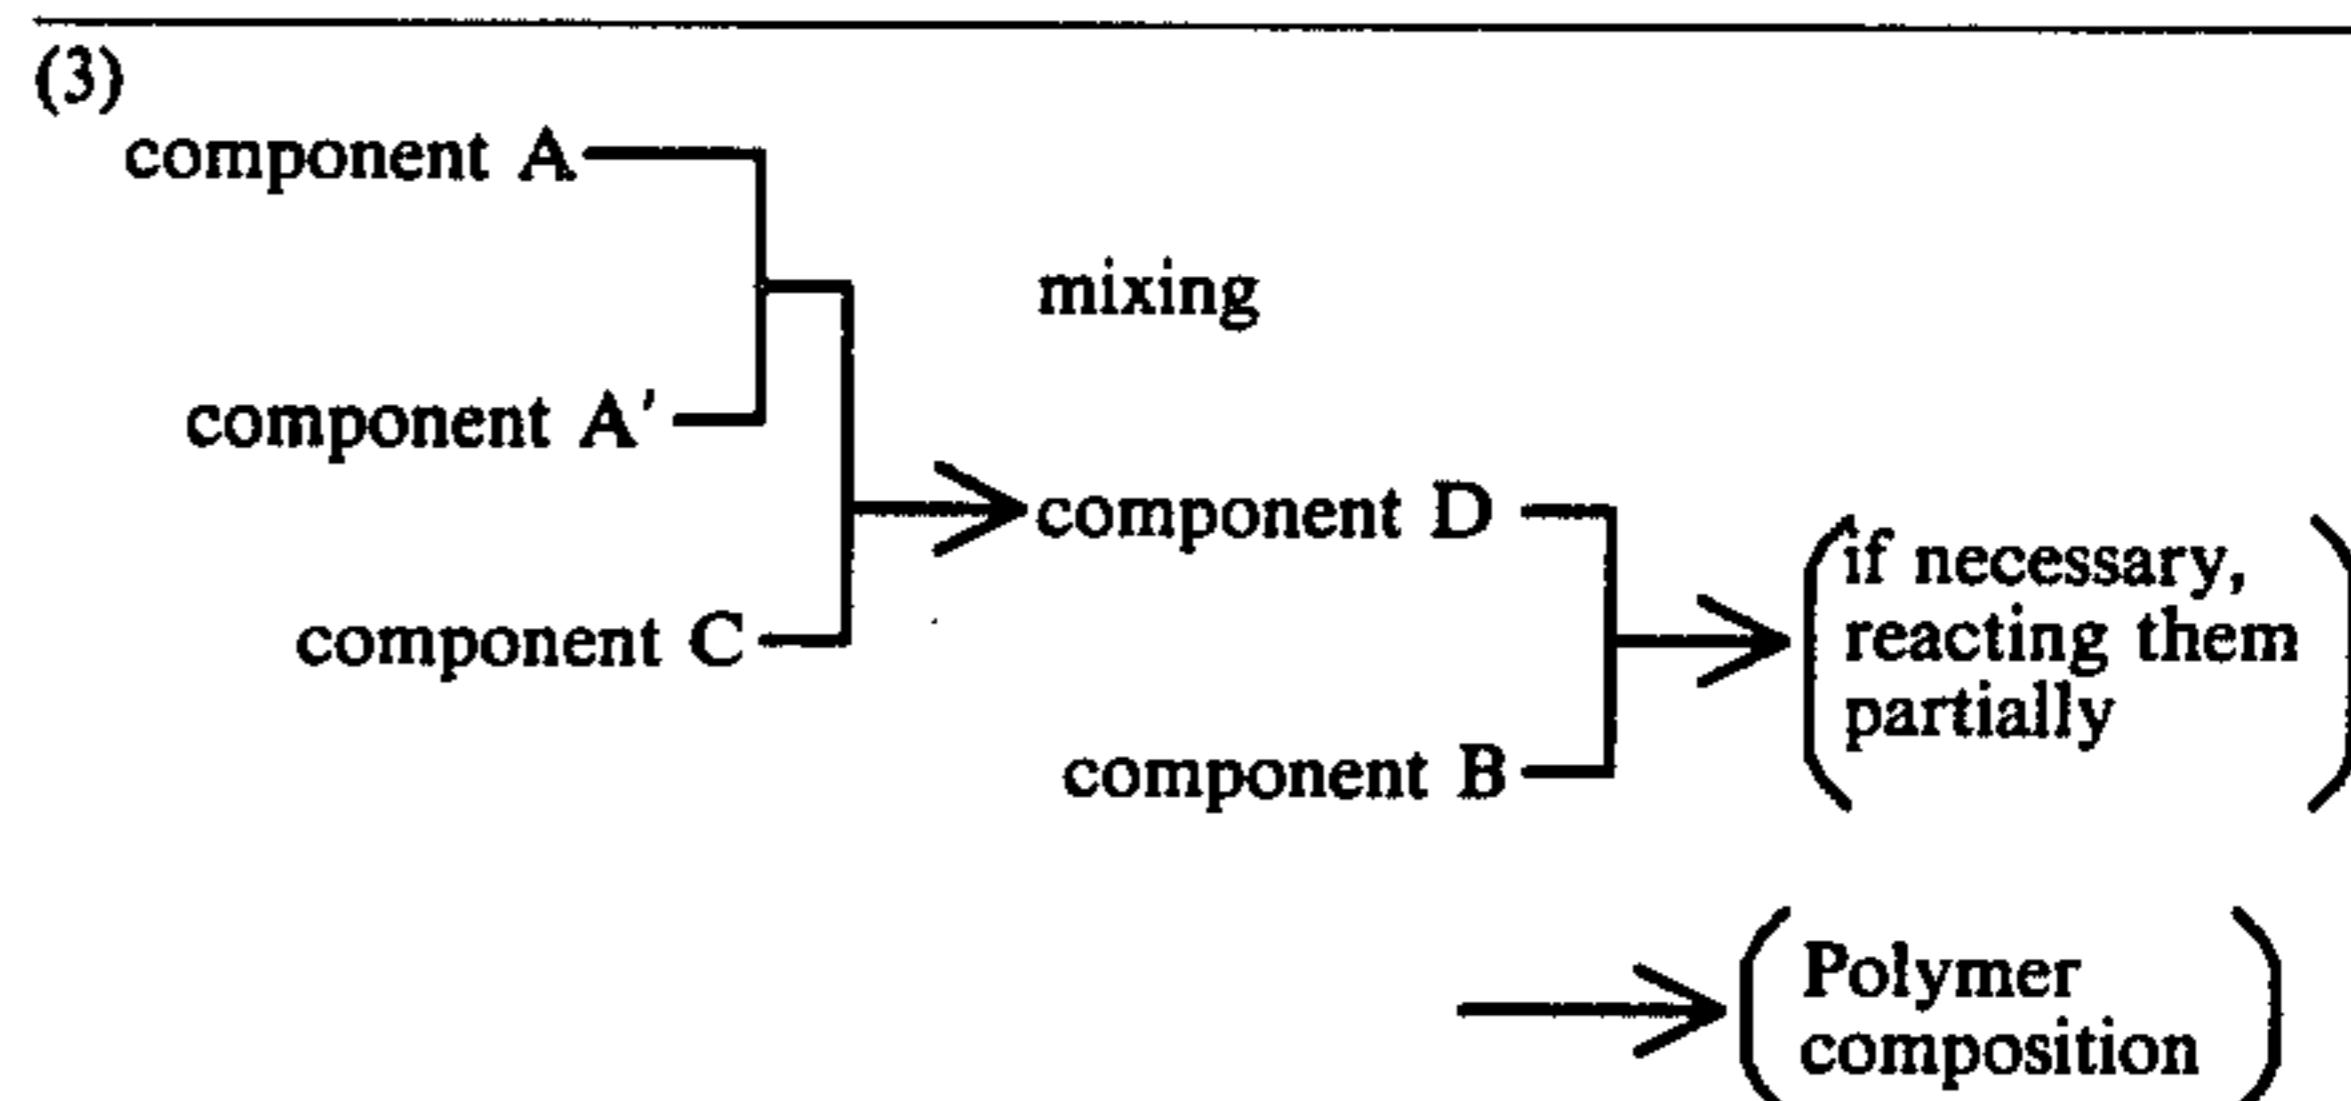 (3)
component A
mixing
component A'
component D
if necessary,
reacting them
partially
component C
component B
Polymer
composition